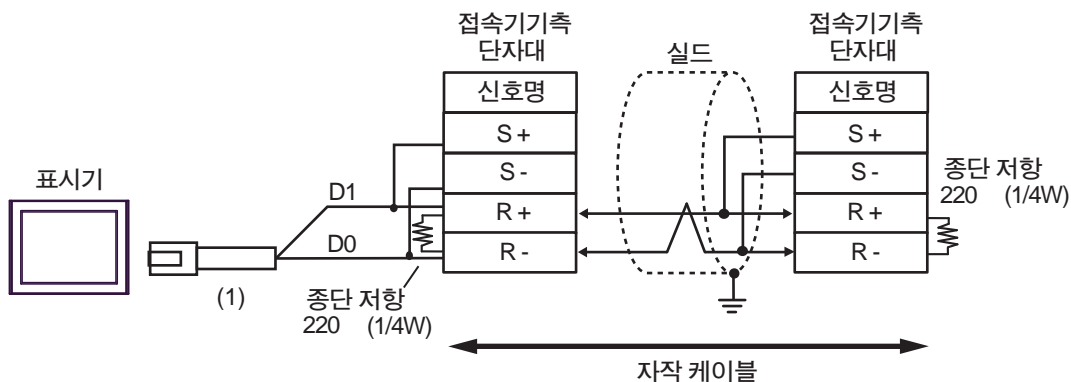 접속기기측
단자대
신호명
S +
S -
R +
R -
실드
접속기기측
단자대
신호명
S +
S -
R +
R -
종단 저항
220 (1/4W)
표시기
D1
D0
(1)
종단 저항
220 (1/4W)
자작 케이블